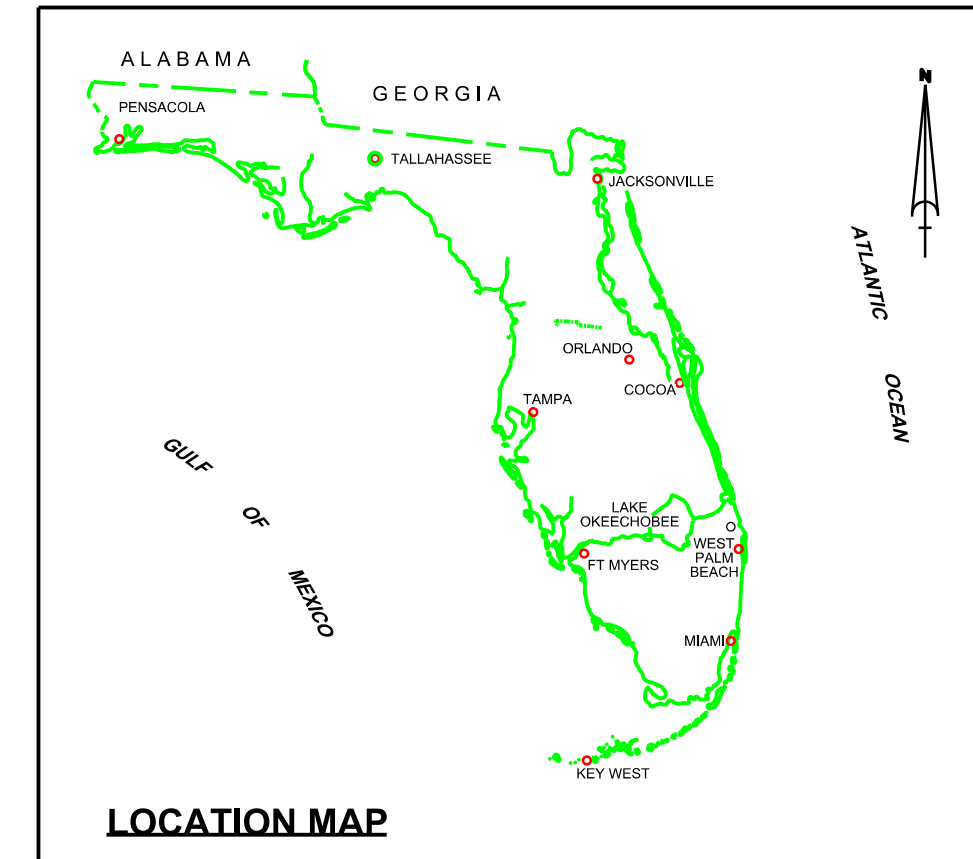 ALABAMA
N
GEORGIA
PENSACOLA
TALLAHASSEE
JACKSONVILLE
ATLANTIC
OCEAN
ORLANDO
COCOA
TAMPA
GULF
OF
MEXICO
LAKE
OKEECHOBEE
WEST
PALM
BEACH
FT MYERS
MIAMI
KEY WEST
LOCATION MAP